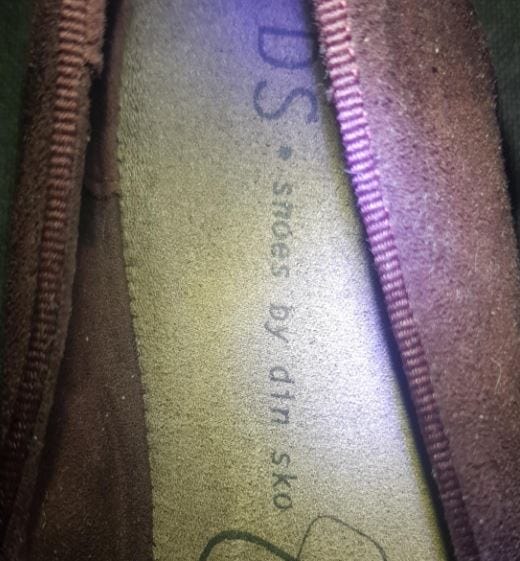 DS * shoes by din sko